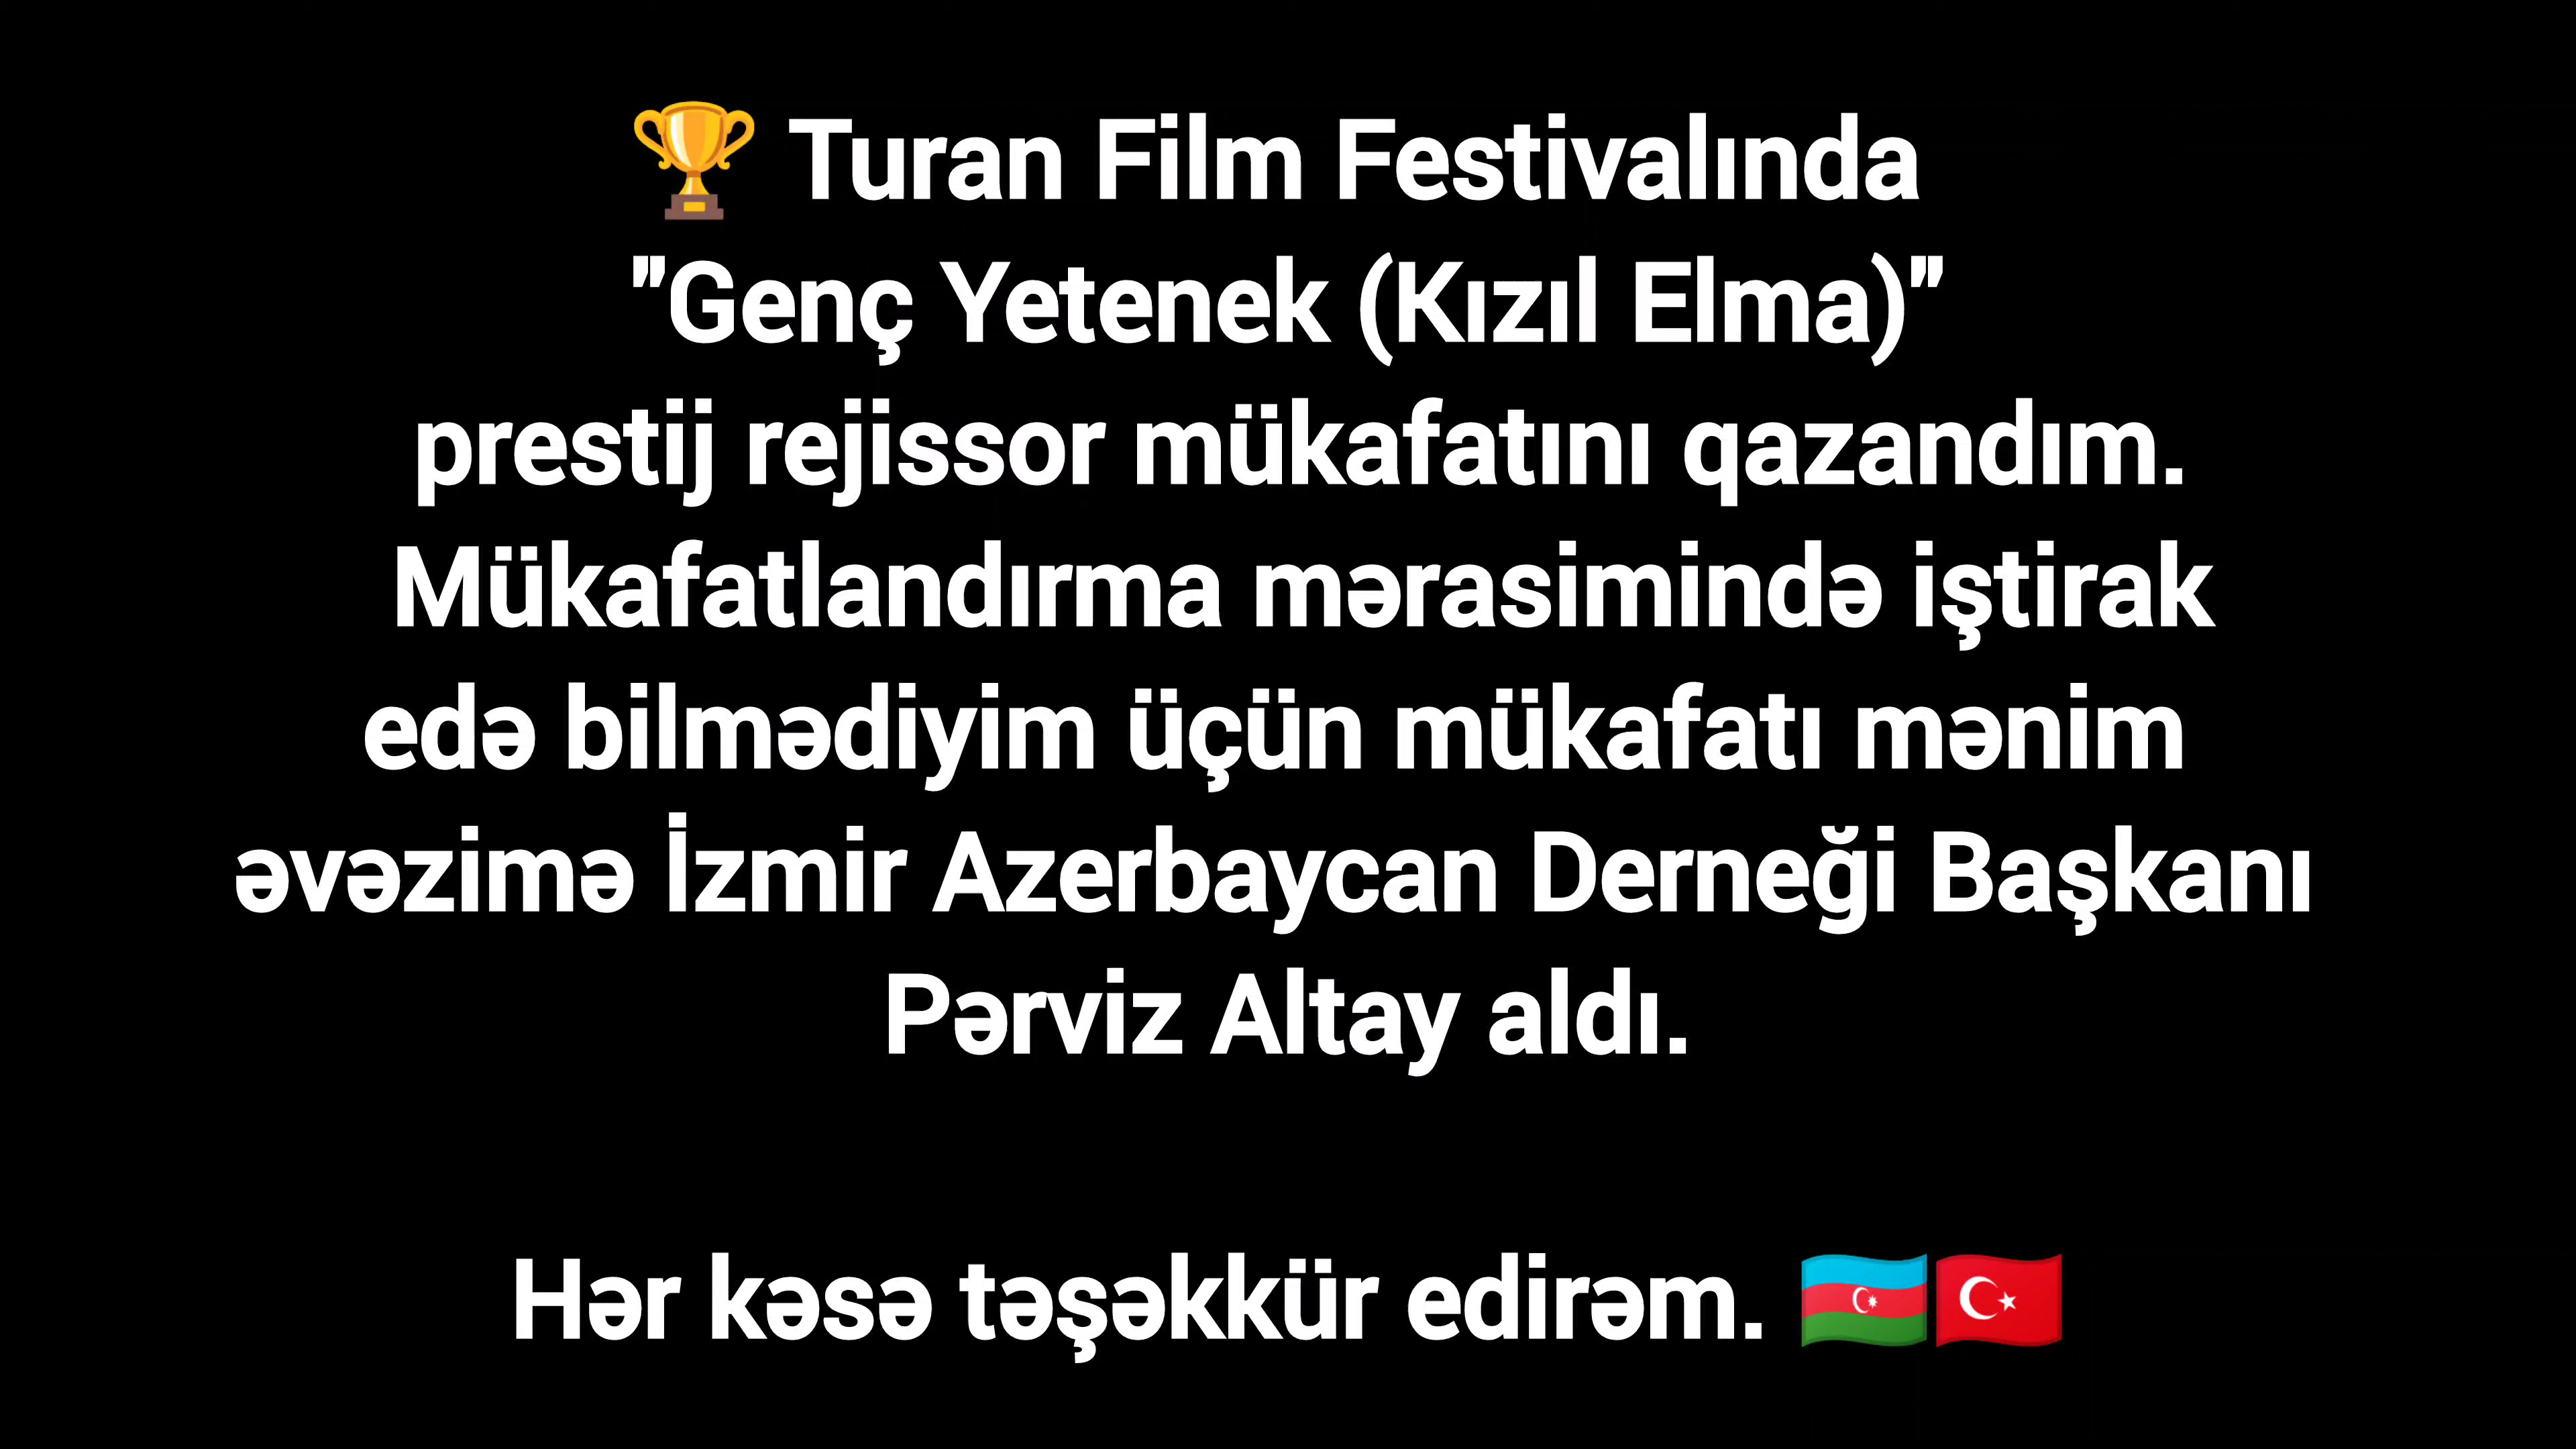 🏆 Turan Film Festivalında
"Genç Yetenek (Kızıl Elma)"
prestij rejissor mükafatını qazandım.
Mükafatlandırma mərasimində iştirak
edə bilmədiyim üçün mükafatı mənim
əvəzimə İzmir Azerbaycan Derneği Başkanı
Pərviz Altay aldı.
Hər kəsə təşəkkür edirəm. 🇦🇿🇹🇷